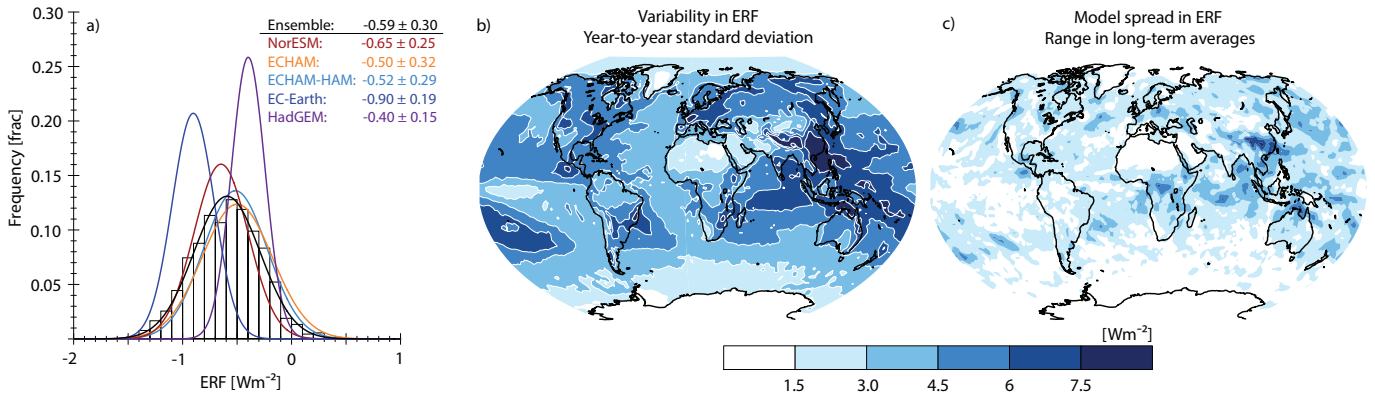 a)
Ensemble: -0.59 ± 0.30
NorESM: -0.65 ± 0.25
ECHAM: -0.50 ± 0.32
ECHAM-HAM: -0.52 ± 0.29
EC-Earth: -0.90 ± 0.19
HadGEM: -0.40 ± 0.15
Frequency [frac]
0.30
0.25
0.20
0.15
0.10
0.05
-2 -1 0 1
ERF [Wm⁻²]
b)
Variability in ERF
Year-to-year standard deviation
c)
Model spread in ERF
Range in long-term averages
[Wm⁻²]
1.5 3.0 4.5 6 7.5